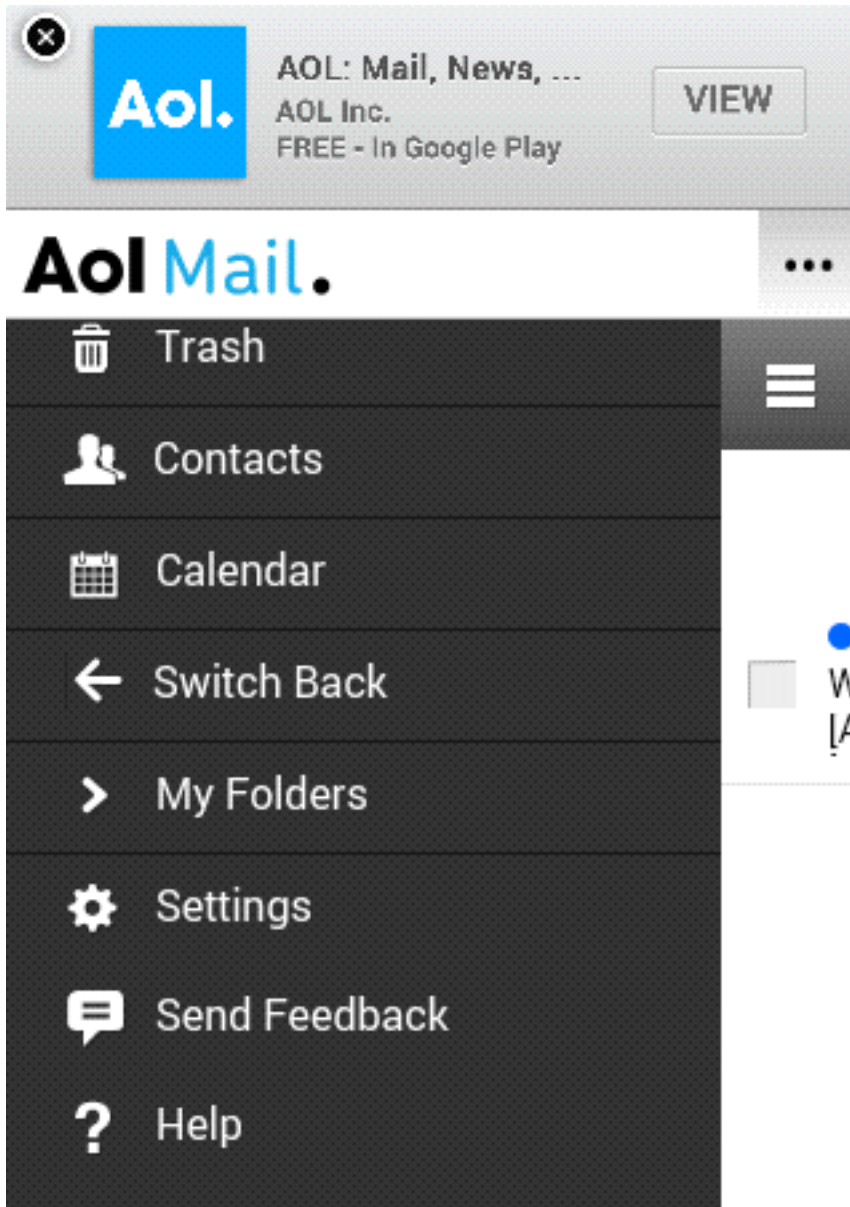 Aol.
AOL: Mail, News, ...
AOL Inc.
FREE - In Google Play
VIEW
Aol Mail.
Trash
Contacts
Calendar
Switch Back
W
[A
My Folders
Settings
Send Feedback
Help